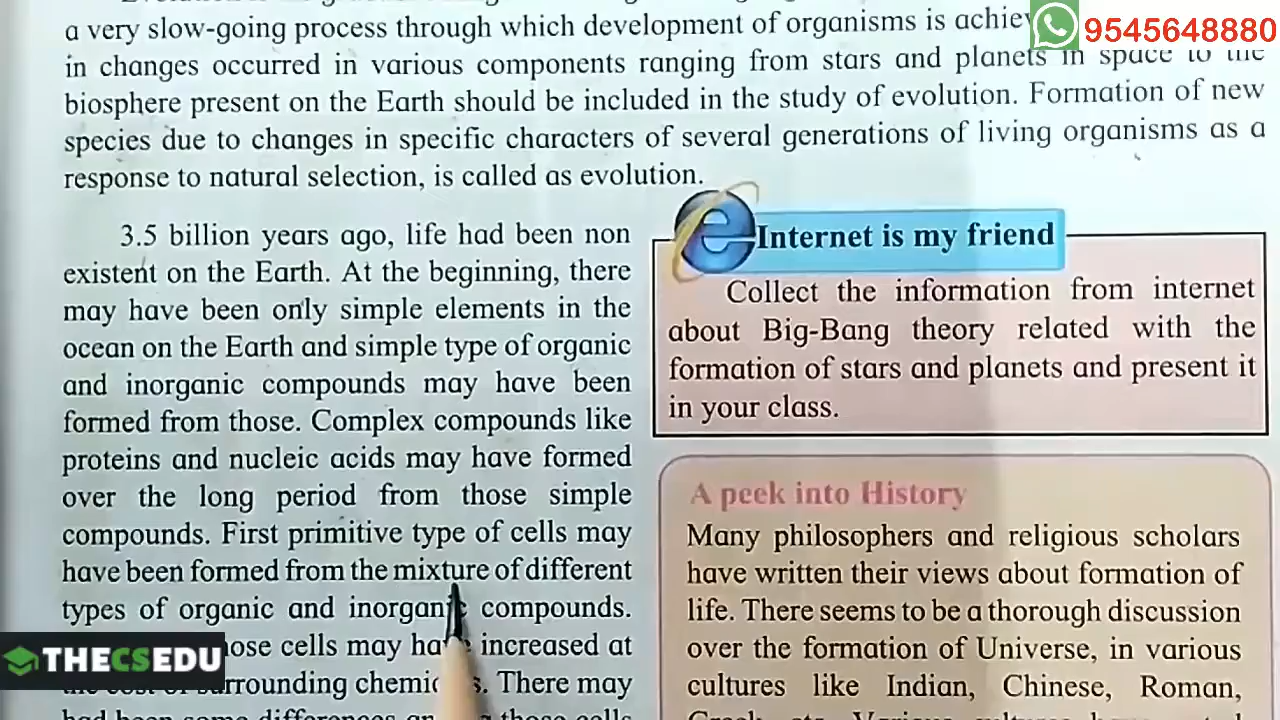 a very slow-going process through which development of organisms is
9545648880
in changes occurred in various components ranging from stars and planets in space to the
biosphere present on the Earth should be included in the study of evolution. Formation of new
species due to changes in specific characters of several generations of living organisms as a
response to natural selection, is called as evolution.
3.5 billion years ago, life had been non
existent on the Earth. At the beginning, there
may have been only simple elements in the
ocean on the Earth and simple type of organic
and inorganic compounds may have been
formed from those. Complex compounds like
proteins and nucleic acids may have formed
over the long period from those simple
compounds. First primitive type of cells may
have been formed from the mixture of different
types of organic and inorganic compounds.
cells may have increased at
surrounding There may
those cells
Internet is my friend
Collect the information from internet
about Big-Bang theory related with the
formation of stars and planets and present it
in your class.
A peek into History
Many philosophers and religious scholars
have written their views about formation of
life. There seems to be a thorough discussion
over the formation of Universe, in various
cultures like Indian, Chinese, Roman,
THECSEDU